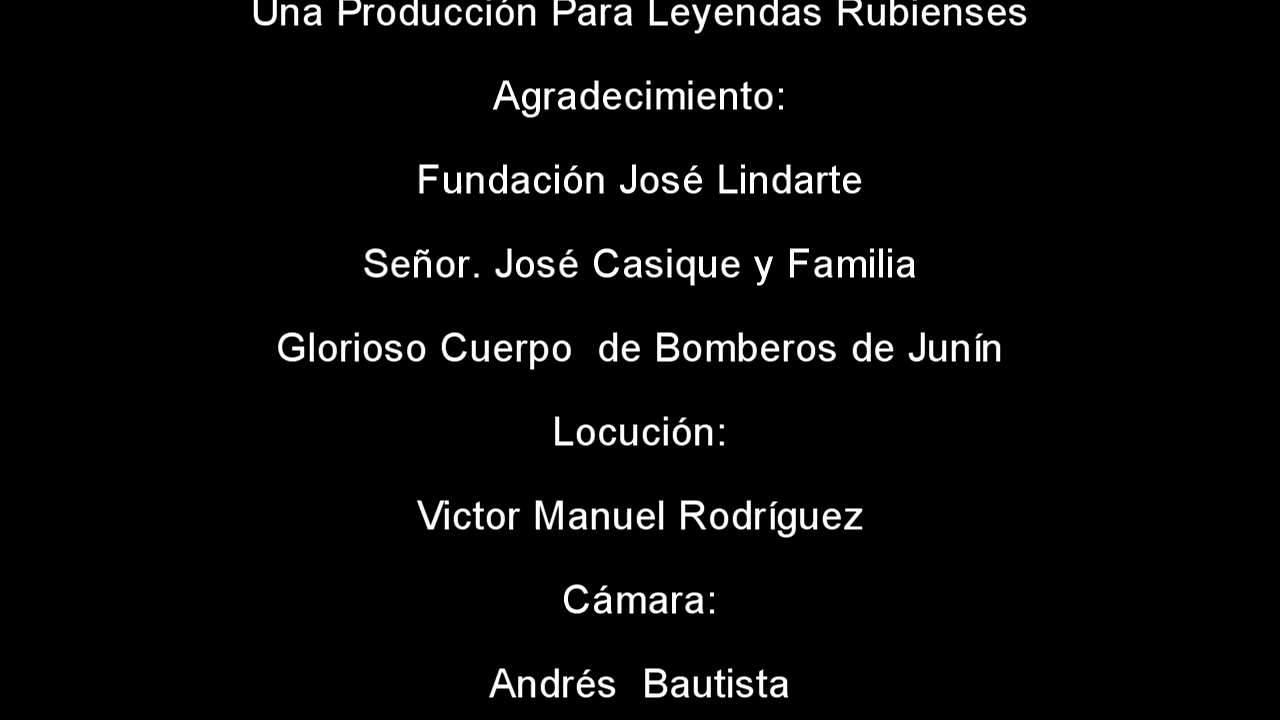 Una Producción Para Leyendas Rubienses
Agradecimiento:
Fundación José Lindarte
Señor. José Casique y Familia
Glorioso Cuerpo  de Bomberos de Junín
Locución:
Victor Manuel Rodríguez
Cámara:
Andrés  Bautista